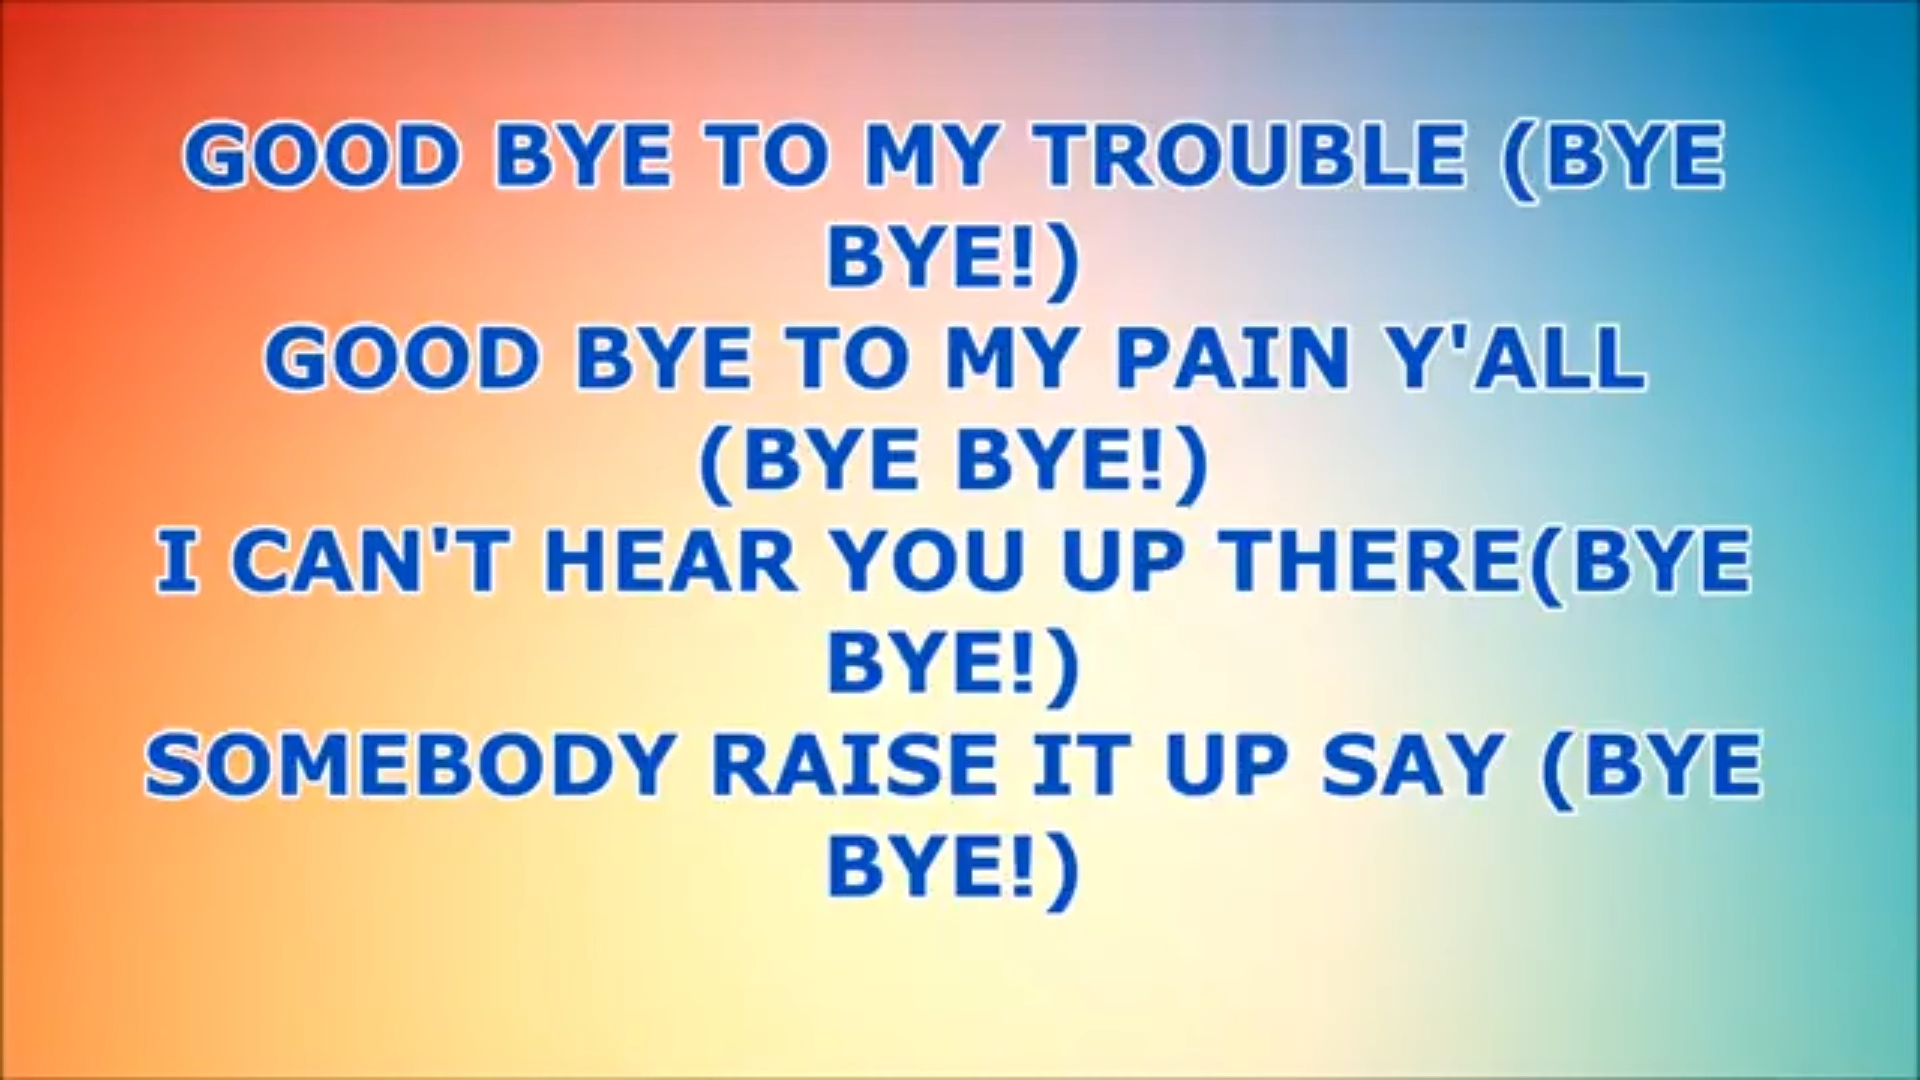 GOOD BYE TO MY TROUBLE (BYE
BYE!)
GOOD BYE TO MY PAIN Y'ALL
(BYE BYE!)
I CAN'T HEAR YOU UP THERE(BYE
BYE!)
SOMEBODY RAISE IT UP SAY (BYE
BYE!)